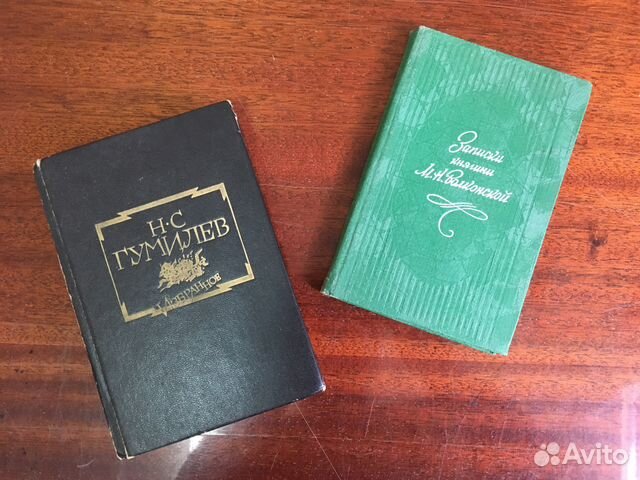 Н·С
ГУМИЛЕВ
ИЗБРАННОЕ
Записки
княгини
М.Н.Волконской
Avito